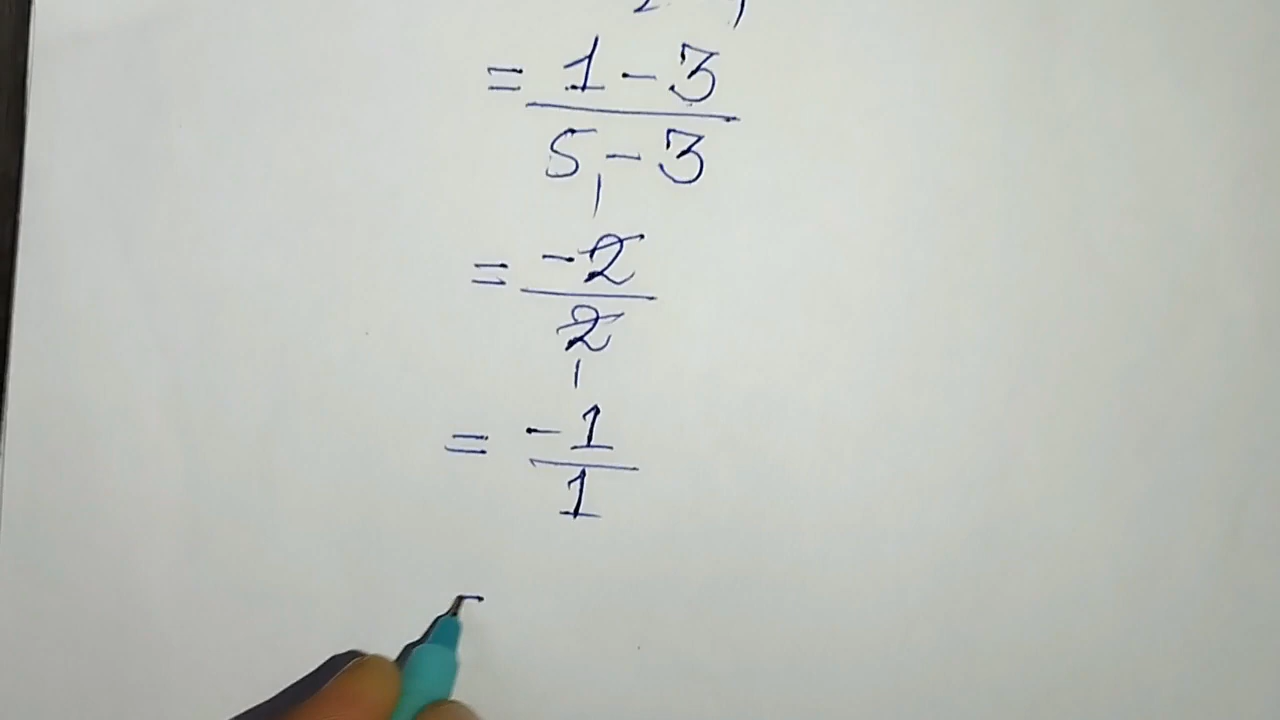 = 1 - 3
5 - 3
= -2
2
= -1
1